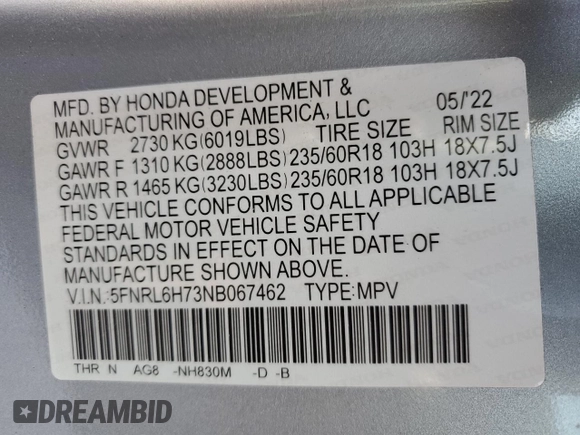 MFD. BY HONDA DEVELOPMENT &
MANUFACTURING OF AMERICA, LLC 05/'22
GVWR 2730 KG(6019LBS) TIRE SIZE RIM SIZE
GAWR F 1310 KG(2888LBS) 235/60R18 103H 18X7.5J
GAWR R 1465 KG(3230LBS) 235/60R18 103H 18X7.5J
THIS VEHICLE CONFORMS TO ALL APPLICABLE
FEDERAL MOTOR VEHICLE SAFETY
STANDARDS IN EFFECT ON THE DATE OF
MANUFACTURE SHOWN ABOVE.
V.I.N.:5FNRL6H73NB067462 TYPE:MPV
THR N AG8 -NH830M -D -B
DREAMBID